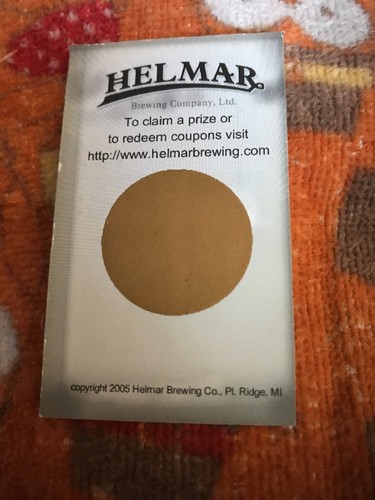 HELMAR
Brewing Company, Ltd.
To claim a prize or
to redeem coupons visit
http://www.helmarbrewing.com
copyright 2005 Helmar Brewing Co., Pl. Ridge, MI